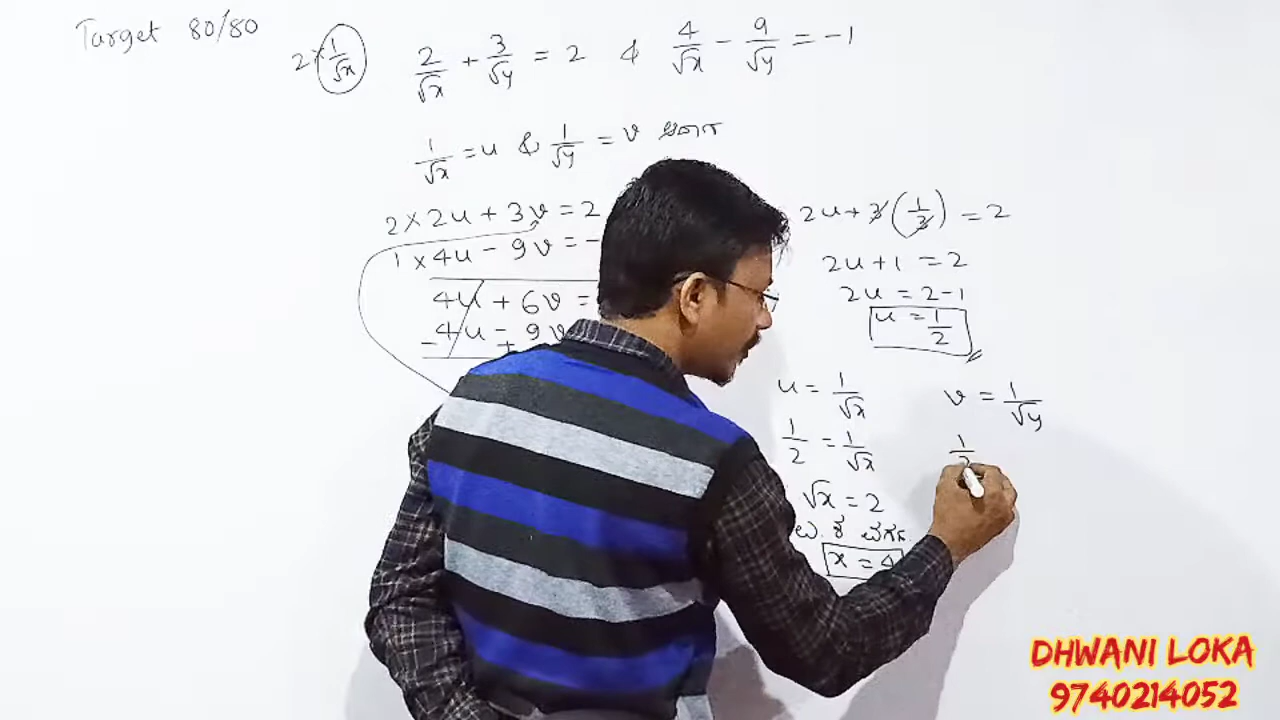 Target 80/80
2 × 1/√x
2/√x + 3/√y = 2 & 4/√x - 9/√y = -1
1/√x = u & 1/√y = v
2 × 2u + 3v = 2
1 × 4u - 9v = -
4u + 6v =
4u - 9v
- +
2u + 3(1/3) = 2
2u + 1 = 2
2u = 2-1
u = 1/2
u = 1/√x
1/2 = 1/√x
√x = 2
x = 4
v = 1/√y
DHWANI LOKA
9740214052